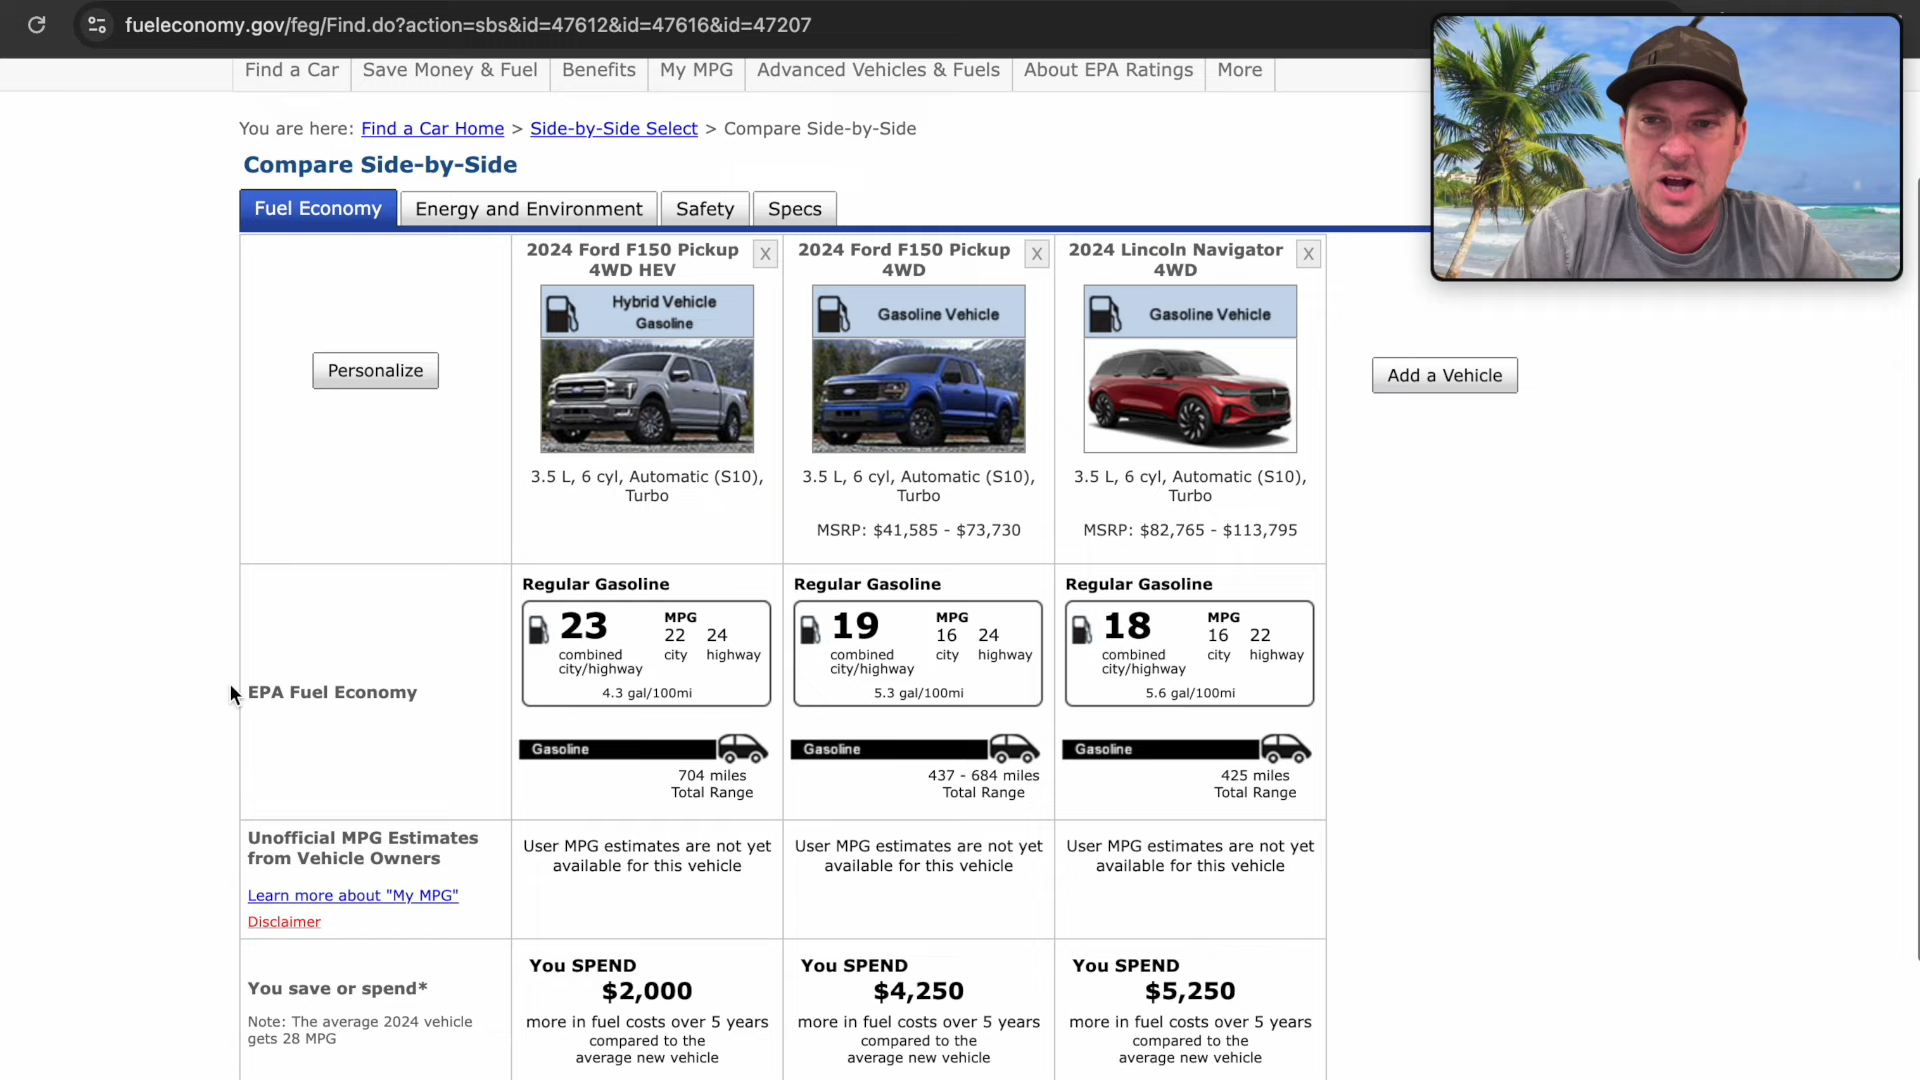 fueleconomy.gov/feg/Find.do?action=sbs&id=47612&id=47616&id=47207
Find a Car
Save Money & Fuel
Benefits
My MPG
Advanced Vehicles & Fuels
About EPA Ratings
More
You are here: Find a Car Home > Side-by-Side Select > Compare Side-by-Side
Compare Side-by-Side
Fuel Economy
Energy and Environment
Safety
Specs
Personalize
2024 Ford F150 Pickup
4WD HEV
X
Hybrid Vehicle
Gasoline
3.5 L, 6 cyl, Automatic (S10),
Turbo
2024 Ford F150 Pickup
4WD
X
Gasoline Vehicle
3.5 L, 6 cyl, Automatic (S10),
Turbo
MSRP: $41,585 - $73,730
2024 Lincoln Navigator
4WD
X
Gasoline Vehicle
3.5 L, 6 cyl, Automatic (S10),
Turbo
MSRP: $82,765 - $113,795
Add a Vehicle
EPA Fuel Economy
Regular Gasoline
23
combined
city/highway
MPG
22 24
city highway
4.3 gal/100mi
Gasoline
704 miles
Total Range
Regular Gasoline
19
combined
city/highway
MPG
16 24
city highway
5.3 gal/100mi
Gasoline
437 - 684 miles
Total Range
Regular Gasoline
18
combined
city/highway
MPG
16 22
city highway
5.6 gal/100mi
Gasoline
425 miles
Total Range
Unofficial MPG Estimates
from Vehicle Owners
Learn more about "My MPG"
Disclaimer
User MPG estimates are not yet
available for this vehicle
User MPG estimates are not yet
available for this vehicle
User MPG estimates are not yet
available for this vehicle
You save or spend*
Note: The average 2024 vehicle
gets 28 MPG
You SPEND
$2,000
more in fuel costs over 5 years
compared to the
average new vehicle
You SPEND
$4,250
more in fuel costs over 5 years
compared to the
average new vehicle
You SPEND
$5,250
more in fuel costs over 5 years
compared to the
average new vehicle